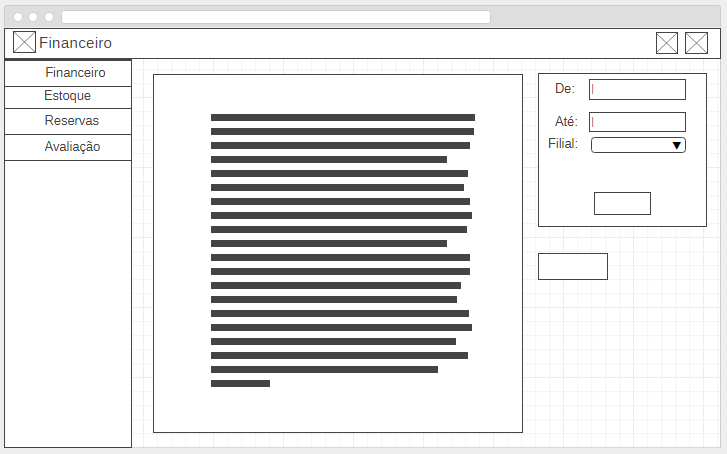 Financeiro
Financeiro
Estoque
Reservas
Avaliação
De:
Até:
Filial: